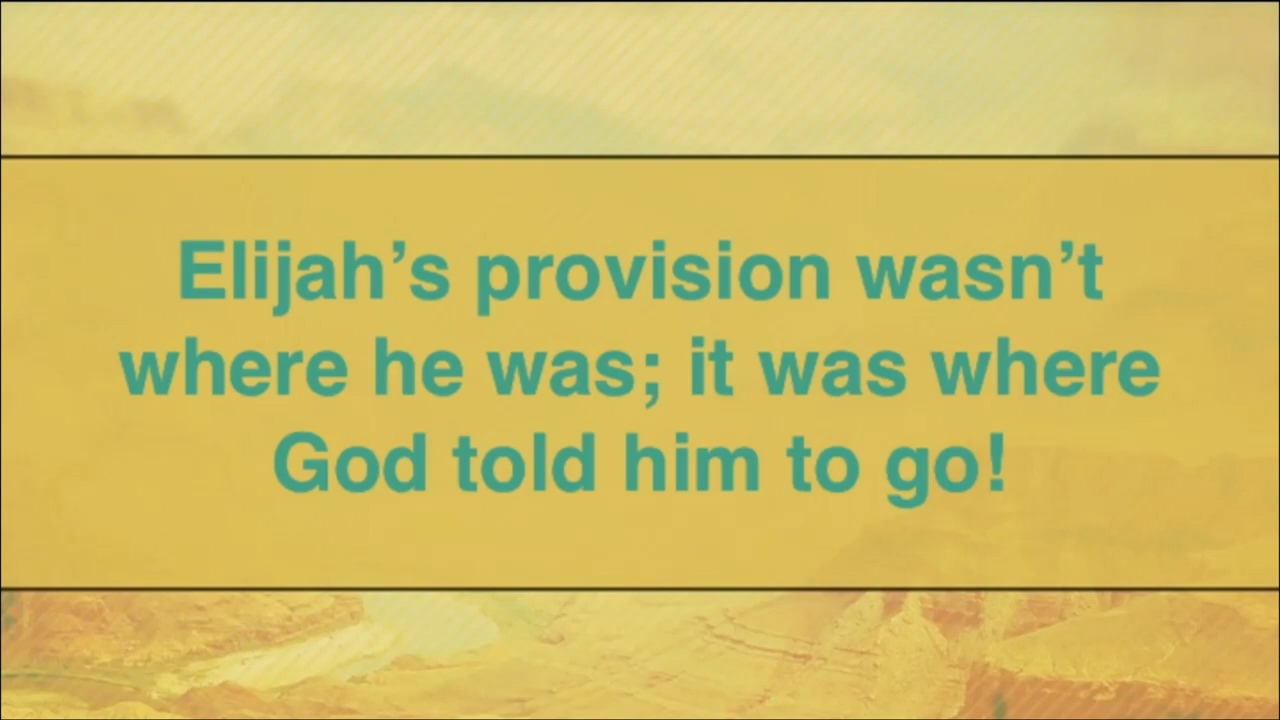 Elijah’s provision wasn’t
where he was; it was where
God told him to go!